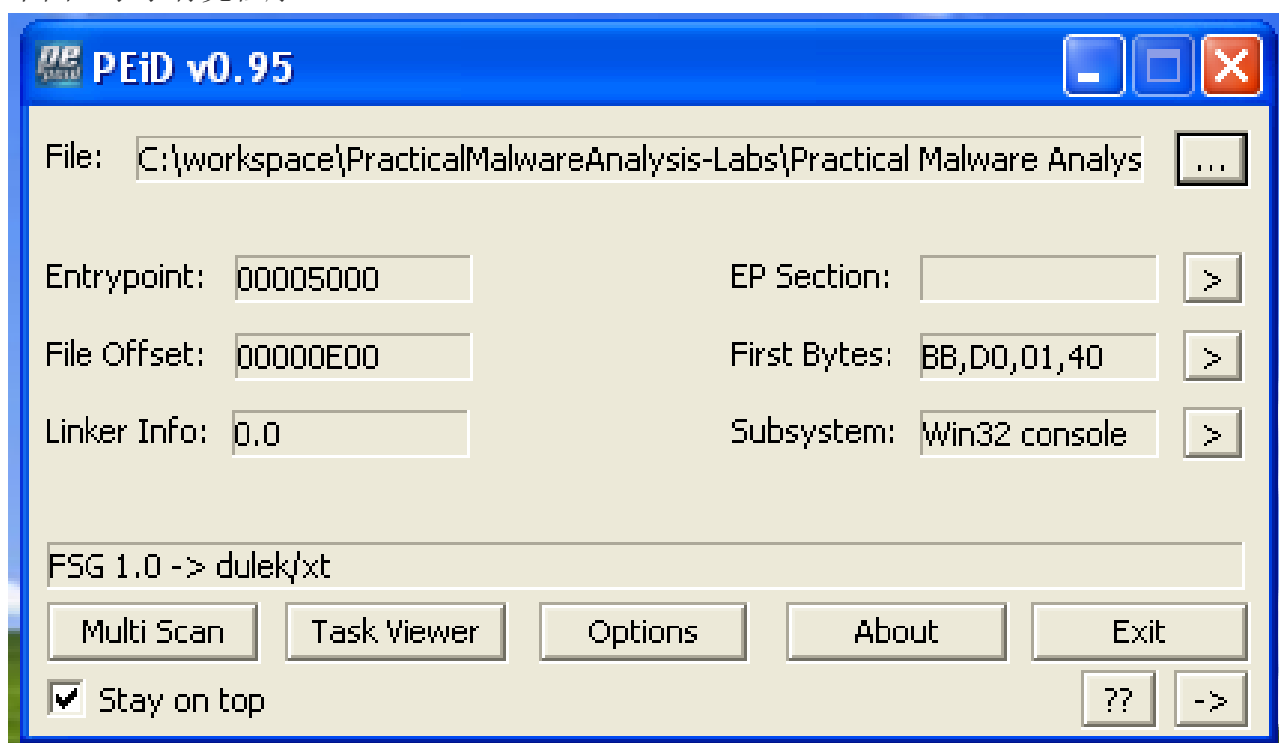 PEiD v0.95
File: C:\workspace\PracticalMalwareAnalysis-Labs\Practical Malware Analys ...
Entrypoint: 00005000 EP Section: >
File Offset: 00000E00 First Bytes: BB,D0,01,40 >
Linker Info: 0.0 Subsystem: Win32 console >
FSG 1.0 -> dulek/xt
Multi Scan Task Viewer Options About Exit
Stay on top ?? ->